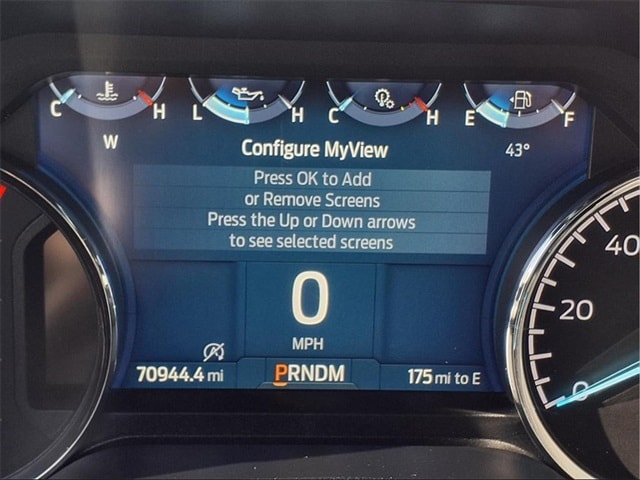 C H L H C H E F
W
43°
Configure MyView
Press OK to Add
or Remove Screens
Press the Up or Down arrows
to see selected screens
0
MPH
70944.4 mi
PRNDM
175 mi to E
40
20
0